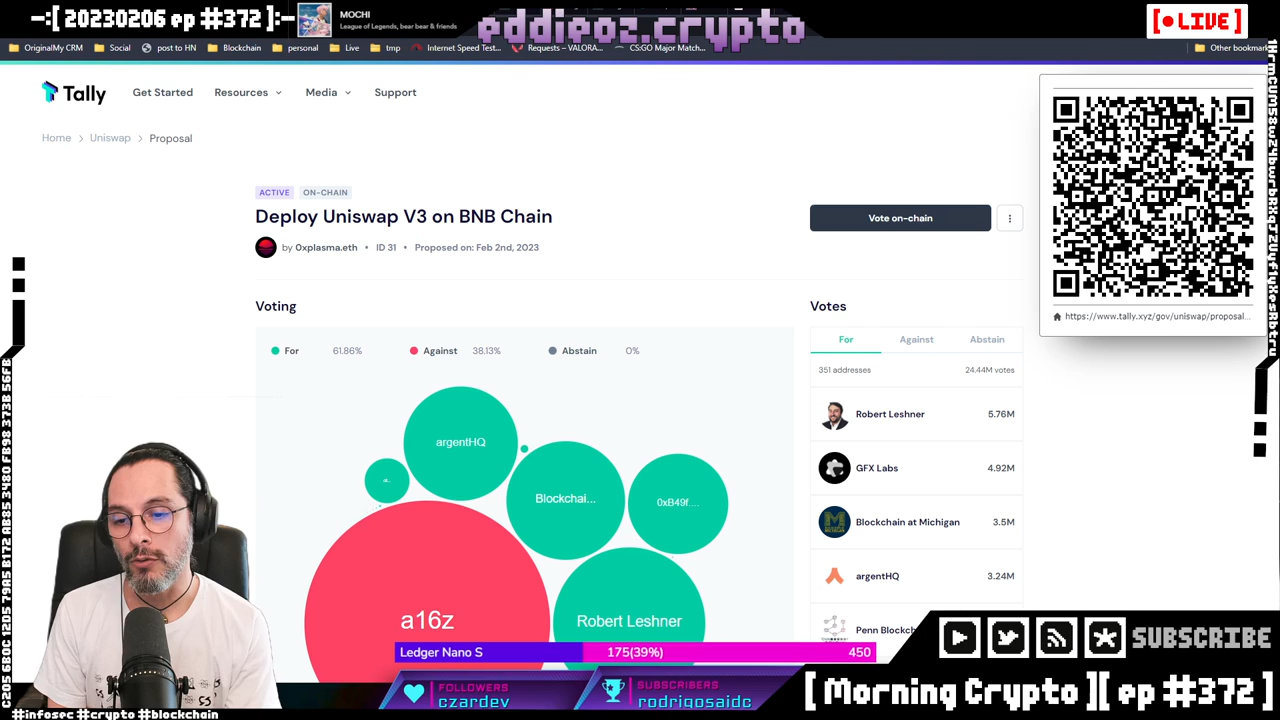 -:[ 20230206 ep #372 ]:-
MOCHI
League of Legends, bear bear & friends
eddieoz.crypto
[ • LIVE ]
OriginalMy CRM
Social
post to HN
Blockchain
personal
Live
tmp
Internet Speed Test...
Requests – VALORA...
CS:GO Major Match...
Other bookmark
Tally
Get Started
Resources
Media
Support
Home > Uniswap > Proposal
ACTIVE
ON-CHAIN
Deploy Uniswap V3 on BNB Chain
by 0xplasma.eth • ID 31 • Proposed on: Feb 2nd, 2023
Vote on-chain
https://www.tally.xyz/gov/uniswap/proposal...
Voting
For 61.86%
Against 38.13%
Abstain 0%
argentHQ
Blockchai...
0xB49f....
a16z
Robert Leshner
Votes
For
Against
Abstain
351 addresses
24.44M votes
Robert Leshner 5.76M
GFX Labs 4.92M
Blockchain at Michigan 3.5M
argentHQ 3.24M
Penn Blockch
Ledger Nano S
175(39%)
450
FOLLOWERS
czardev
SUBSCRIBERS
rodrigosaidc
SUBSCRIBE
[ Morning Crypto ][ ep #372 ]
#infosec #crypto #blockchain